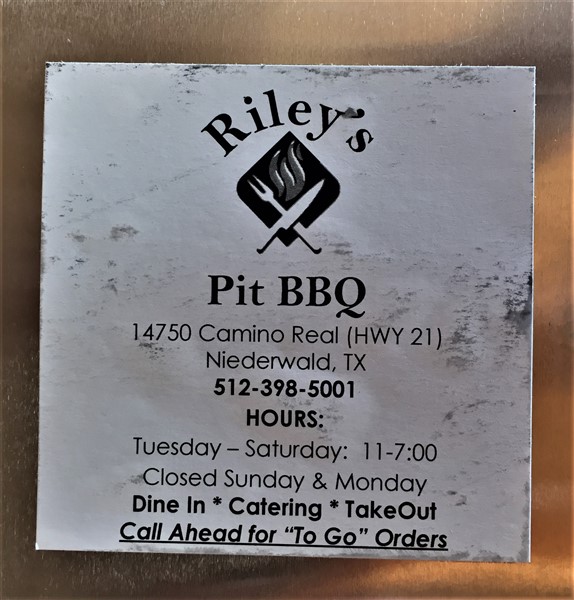 Riley's
Pit BBQ
14750 Camino Real (HWY 21)
Niederwald, TX
512-398-5001
HOURS:
Tuesday – Saturday: 11-7:00
Closed Sunday & Monday
Dine In * Catering * TakeOut
Call Ahead for “To Go” Orders